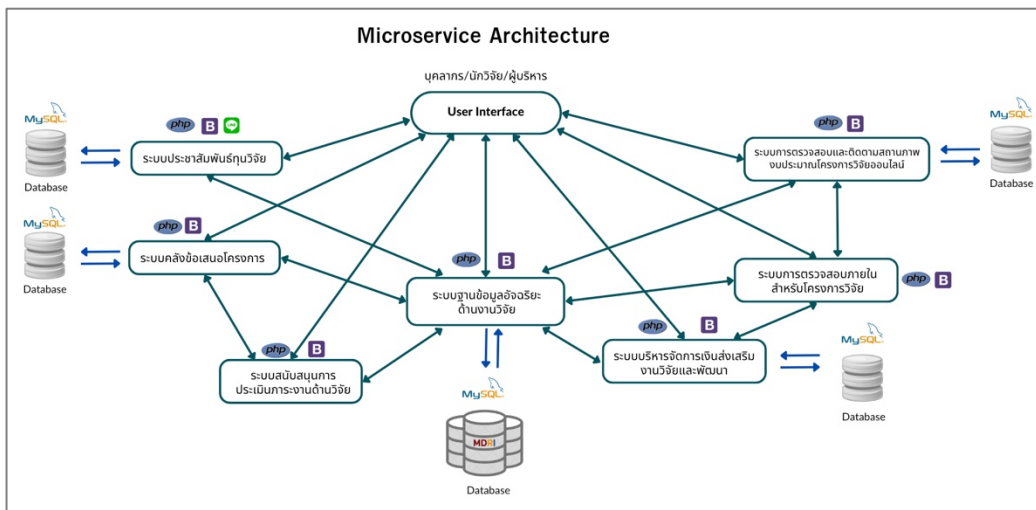 Microservice Architecture
บุคลากร/นักวิจัย/ผู้บริหาร
User Interface
MySQL
Database
php B LINE
ระบบประชาสัมพันธ์ทุนวิจัย
php B
ระบบการตรวจสอบและติดตามสถานภาพ
งบประมาณโครงการวิจัยออนไลน์
MySQL
Database
MySQL
Database
php B
ระบบคลังข้อเสนอโครงการ
php B
ระบบฐานข้อมูลอัจฉริยะ
ด้านงานวิจัย
ระบบการตรวจสอบภายใน
สำหรับโครงการวิจัย
php B
php B
ระบบสนับสนุนการ
ประเมินภาระงานด้านวิจัย
php B
ระบบบริหารจัดการเงินส่งเสริม
งานวิจัยและพัฒนา
MySQL
Database
MySQL
MDRI
Database